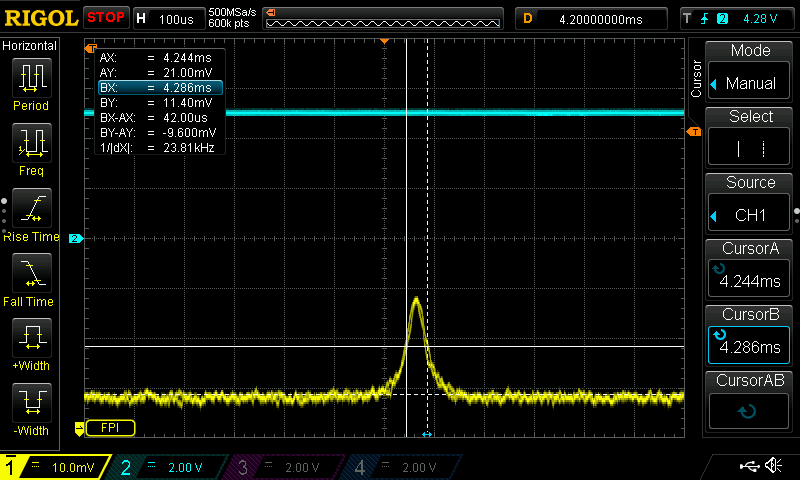 RIGOL STOP H 100us 500MSa/s 600k pts D 4.20000000ms T 2 4.28 V
Horizontal
Period
Freq
Rise Time
Fall Time
+Width
-Width
AX: = 4.244ms
AY: = 21.00mV
BX: = 4.286ms
BY: = 11.40mV
BX-AX: = 42.00us
BY-AY: = -9.600mV
1/|dX|: = 23.81kHz
T
T
2
FPI
Cursor
Mode
Manual
Select
Source
CH1
CursorA
4.244ms
CursorB
4.286ms
CursorAB
1 = 10.0mV 2 = 2.00 V 3 = 2.00 V 4 = 2.00 V